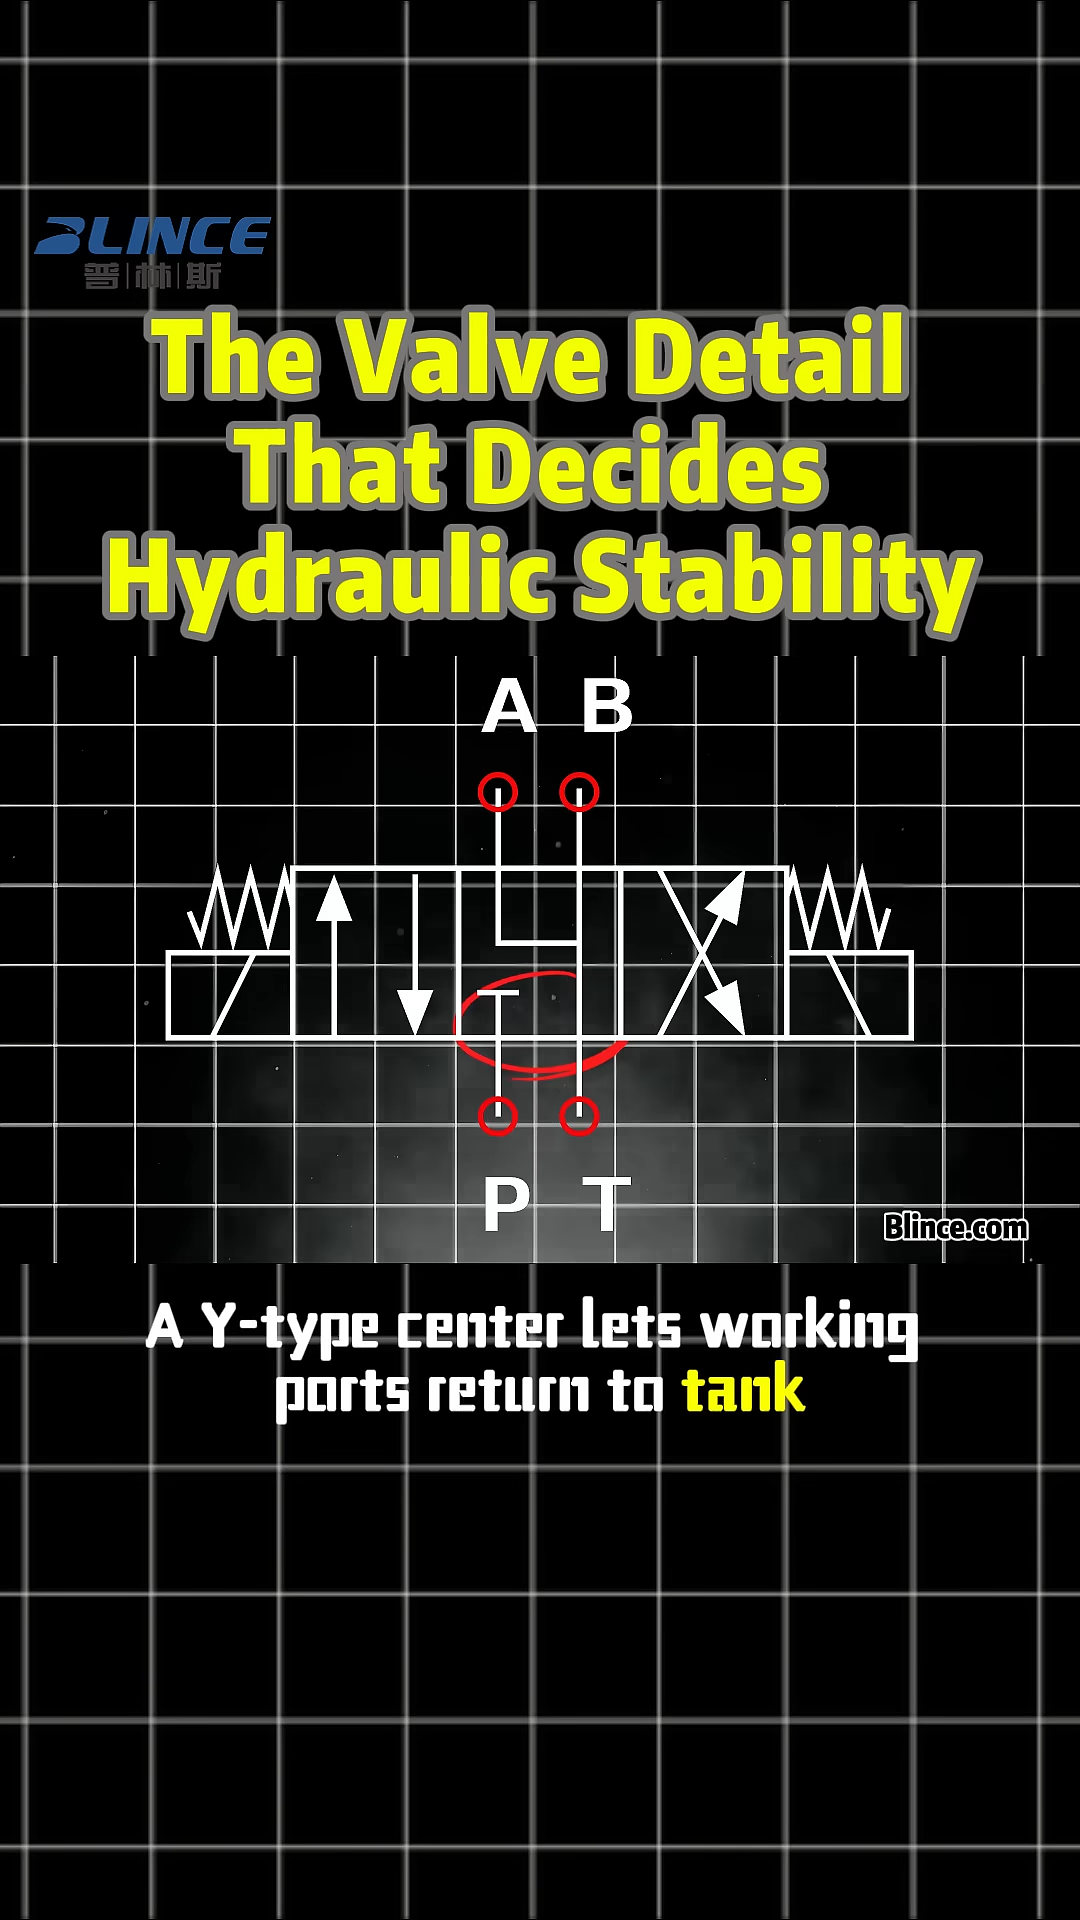 BLINCE
普|林|斯
The Valve Detail
That Decides
Hydraulic Stability
A B
P T
Blince.com
A Y-type center lets working
ports return to tank